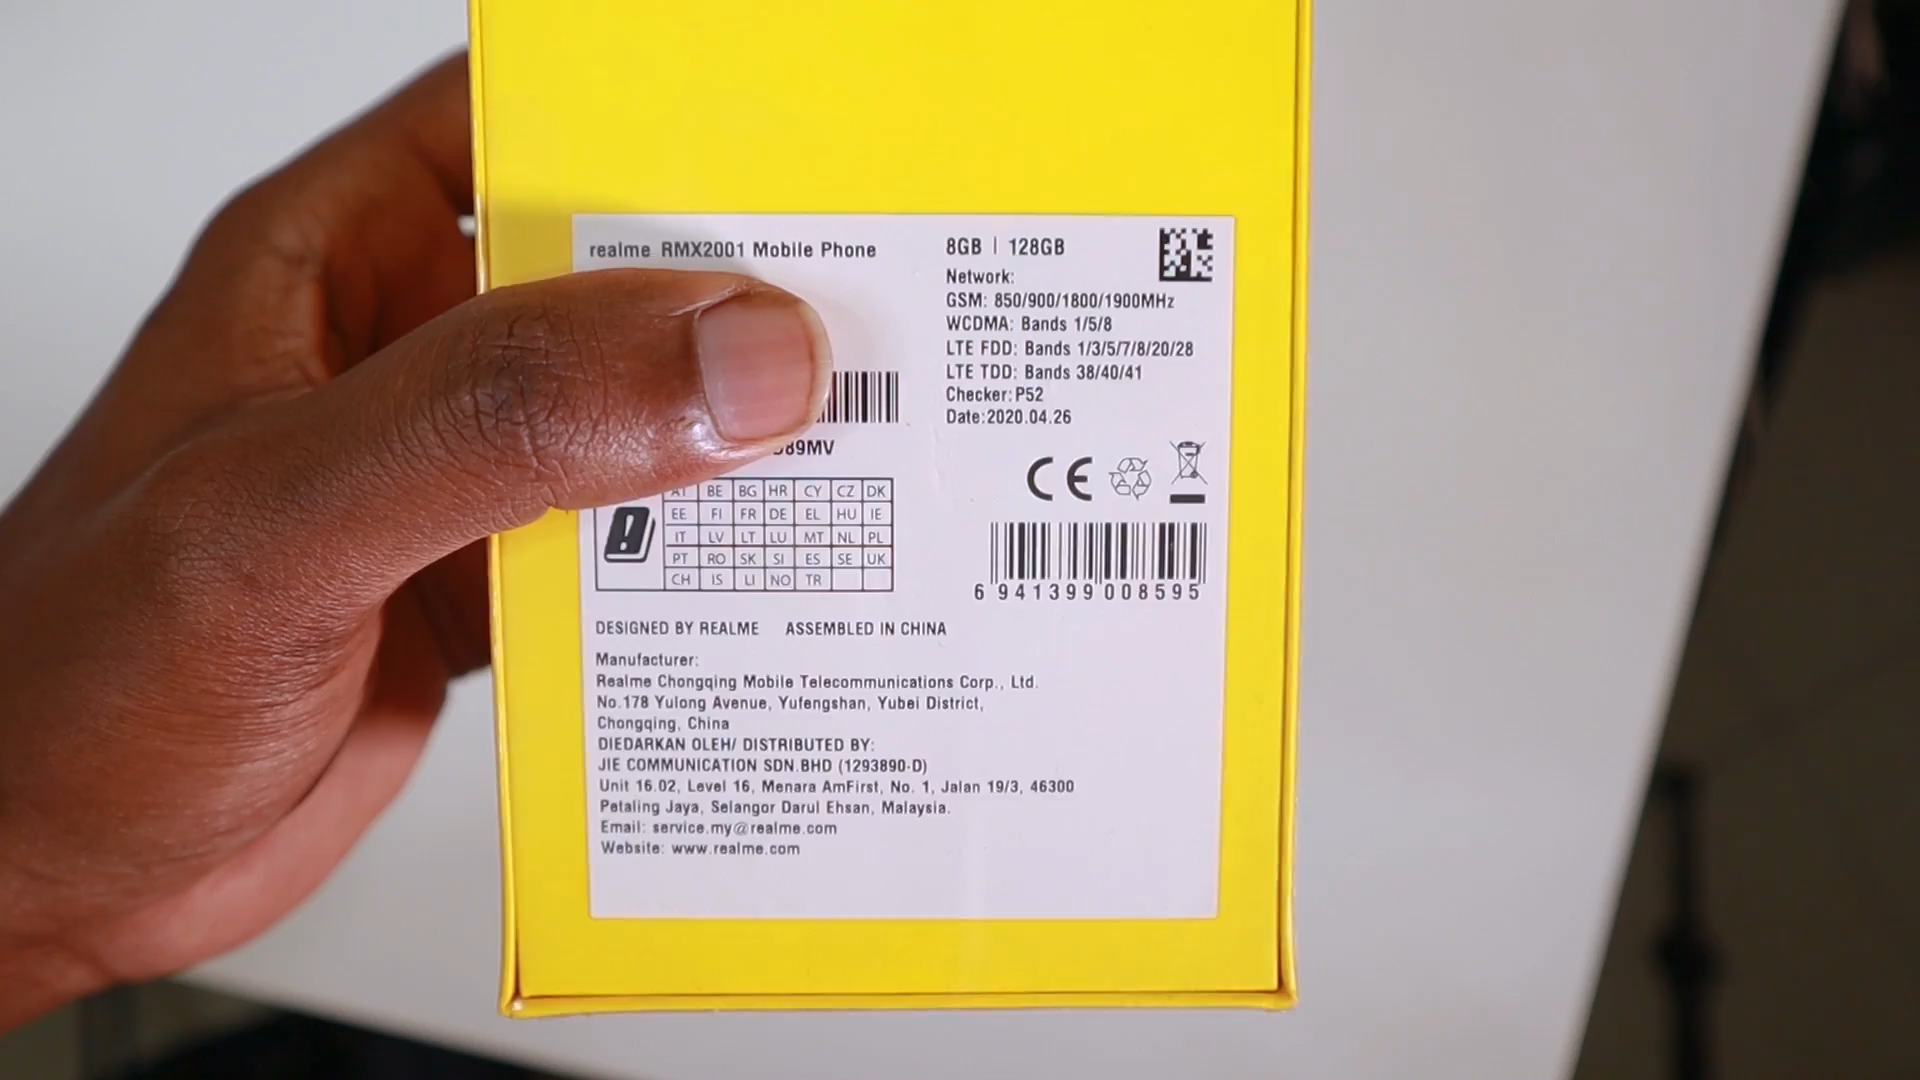 realme RMX2001 Mobile Phone
8GB | 128GB
Network:
GSM: 850/900/1800/1900MHz
WCDMA: Bands 1/5/8
LTE FDD: Bands 1/3/5/7/8/20/28
LTE TDD: Bands 38/40/41
Checker:P52
Date:2020.04.26
89MV
CE
AT BE BG HR CY CZ DK
EE FI FR DE EL HU IE
IT LV LT LU MT NL PL
PT RO SK SI ES SE UK
CH IS LI NO TR
6 941399 008595
DESIGNED BY REALME ASSEMBLED IN CHINA
Manufacturer:
Realme Chongqing Mobile Telecommunications Corp., Ltd.
No.178 Yulong Avenue, Yufengshan, Yubei District,
Chongqing, China
DIEDARKAN OLEH/ DISTRIBUTED BY:
JIE COMMUNICATION SDN.BHD (1293890-D)
Unit 16.02, Level 16, Menara AmFirst, No. 1, Jalan 19/3, 46300
Petaling Jaya, Selangor Darul Ehsan, Malaysia.
Email: service.my@realme.com
Website: www.realme.com